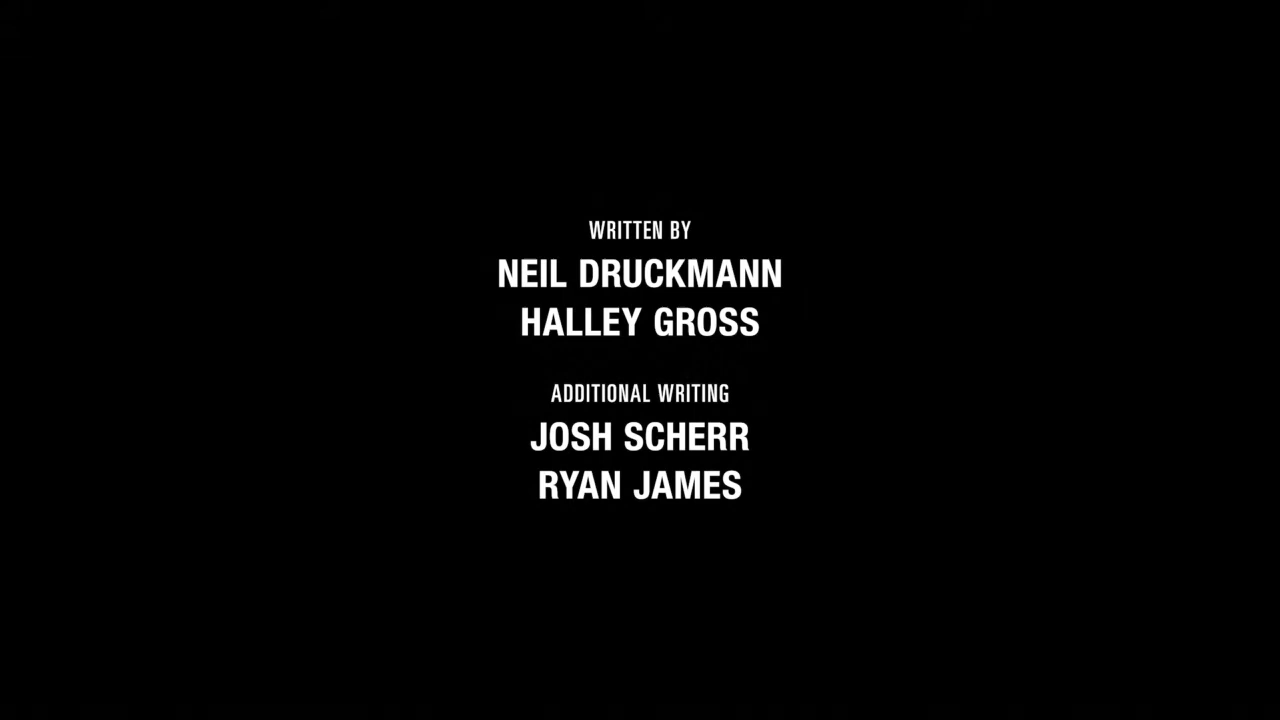 WRITTEN BY
NEIL DRUCKMANN
HALLEY GROSS
ADDITIONAL WRITING
JOSH SCHERR
RYAN JAMES